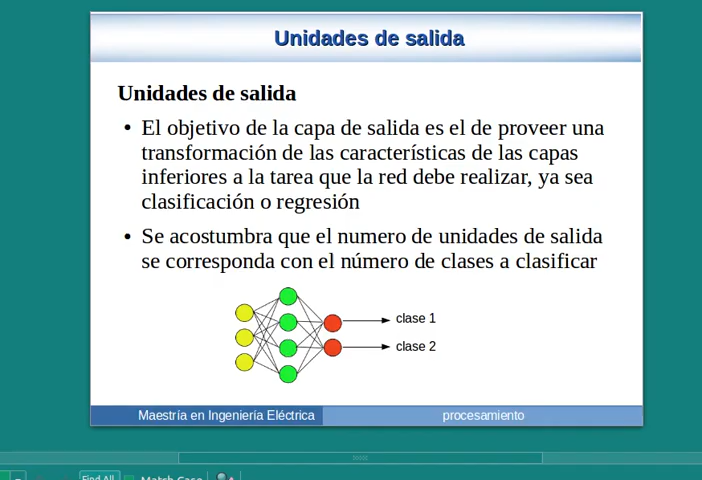 Unidades de salida
Unidades de salida
• El objetivo de la capa de salida es el de proveer una
transformación de las características de las capas
inferiores a la tarea que la red debe realizar, ya sea
clasificación o regresión
• Se acostumbra que el numero de unidades de salida
se corresponda con el número de clases a clasificar
clase 1
clase 2
Maestría en Ingeniería Eléctrica procesamiento
Find All Match Case